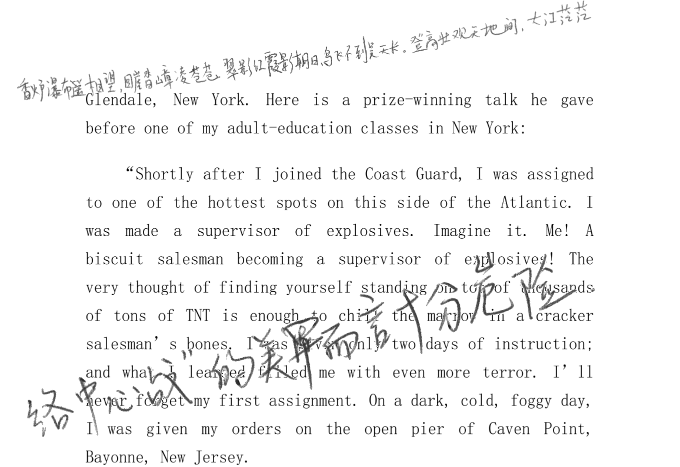 香炉瀑布遥相望,回崖沓嶂凌苍苍。翠影红霞影朝日,鸟飞不到吴天长。登高壮观天地间,大江茫茫
Glendale, New York. Here is a prize-winning talk he gave
before one of my adult-education classes in New York:
“Shortly after I joined the Coast Guard, I was assigned
to one of the hottest spots on this side of the Atlantic. I
was made a supervisor of explosives. Imagine it. Me! A
biscuit salesman becoming a supervisor of explosives! The
very thought of finding yourself standing on top of thousands
of tons of TNT is enough to chill the marrow in a cracker
salesman’s bones. I was given only two days of instruction;
and what I learned filled me with even more terror. I’ll
never forget my first assignment. On a dark, cold, foggy day,
I was given my orders on the open pier of Caven Point,
Bayonne, New Jersey.
络中心战”的美军而言十分危险